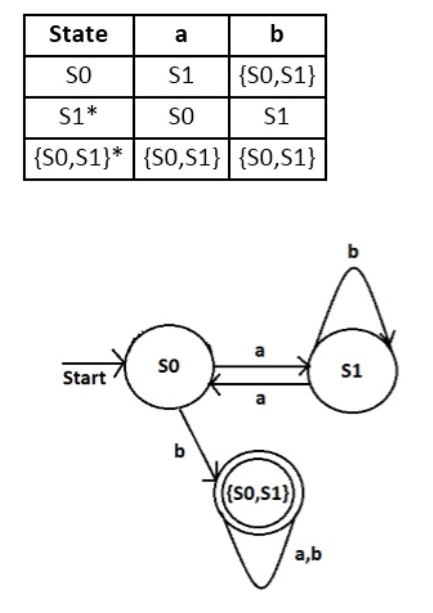 State a b
S0 S1 {S0,S1}
S1* S0 S1
{S0,S1}* {S0,S1} {S0,S1}
b
a
S0 S1
Start
a
b
{S0,S1}
a,b